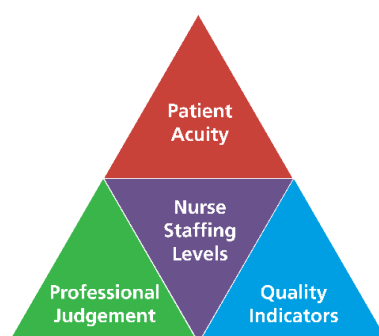 Patient
Acuity
Nurse
Staffing
Levels
Professional
Judgement
Quality
Indicators